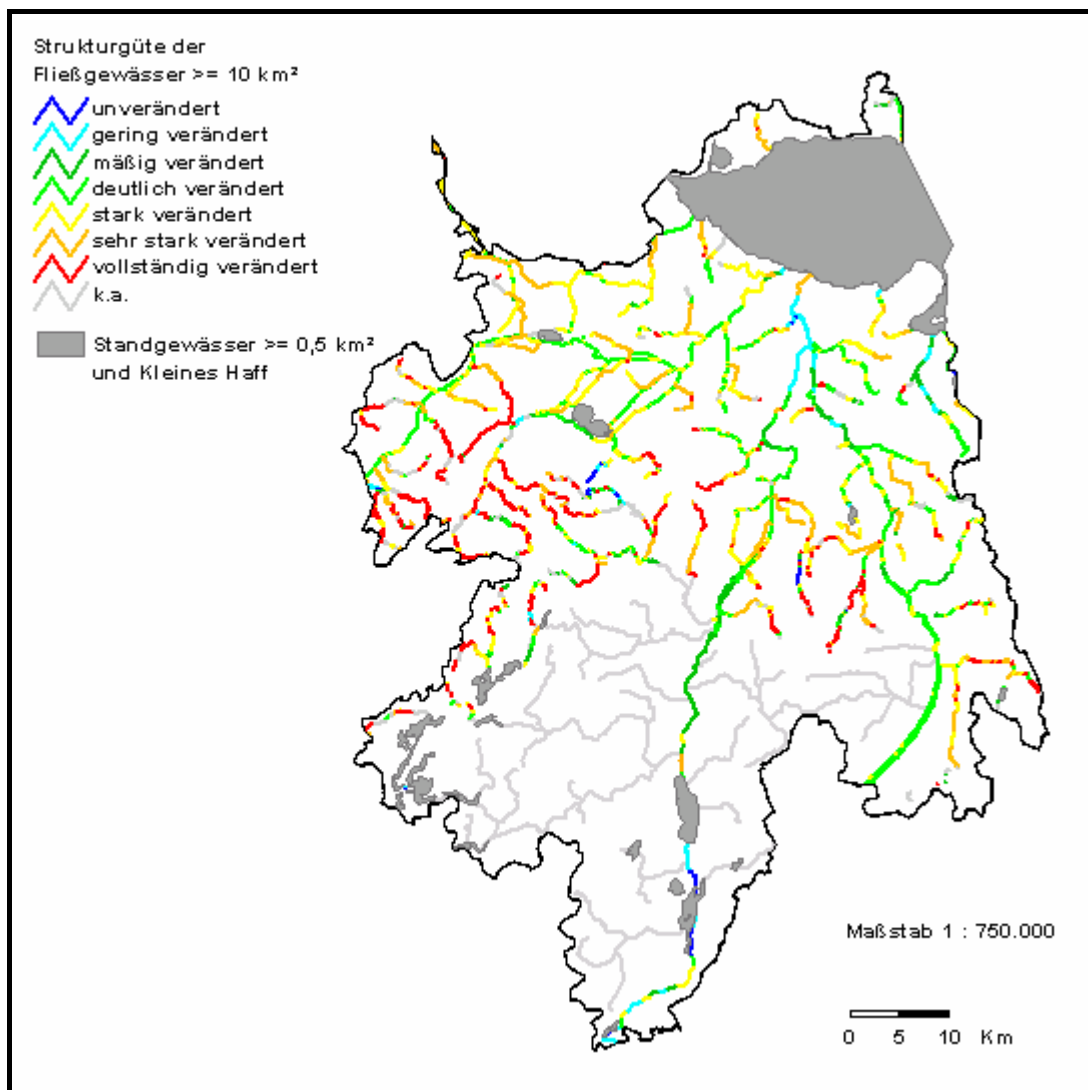 Strukturgüte der
Fließgewässer >= 10 km²
unverändert
gering verändert
mäßig verändert
deutlich verändert
stark verändert
sehr stark verändert
vollständig verändert
k.a.
Standgewässer >= 0,5 km²
und Kleines Haff
Maßstab 1 : 750.000
0 5 10 Km